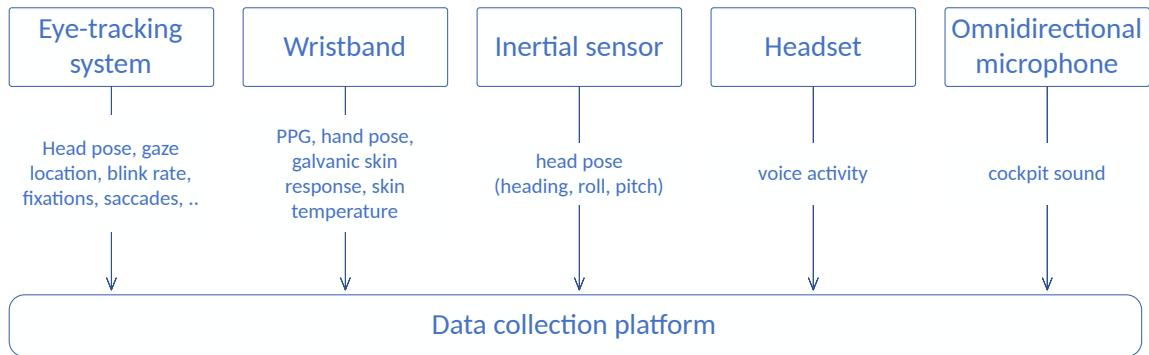 Eye-tracking
system
Wristband
Inertial sensor
Headset
Omnidirectional
microphone
Head pose, gaze
location, blink rate,
fixations, saccades, ..
PPG, hand pose,
galvanic skin
response, skin
temperature
head pose
(heading, roll, pitch)
voice activity
cockpit sound
Data collection platform